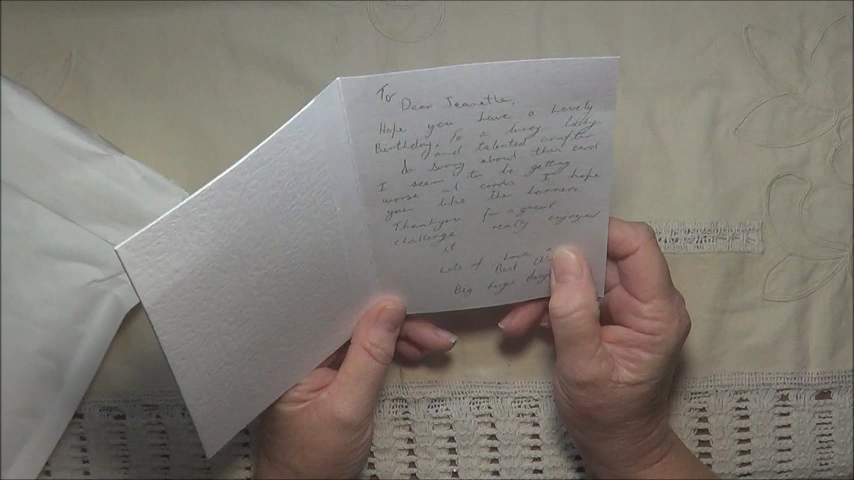 To
Dear Jeanette,
Hope you have a Lovely
Birthday. To a lovely lady
and talented crafter
So sorry about this card
I seem to be getting
worse at cards I hope
you like the banner
Thankyou for a great
challenge really enjoyed
it
Lots of Love
Best
Big hugs